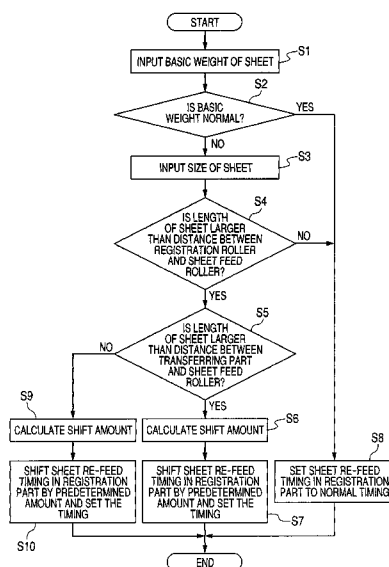 START
S1
INPUT BASIC WEIGHT OF SHEET
S2
IS BASIC
WEIGHT NORMAL?
YES
NO
S3
INPUT SIZE OF SHEET
S4
IS LENGTH
OF SHEET LARGER
THAN DISTANCE BETWEEN
REGISTRATION ROLLER
AND SHEET FEED
ROLLER?
NO
YES
S5
IS LENGTH
OF SHEET LARGER
THAN DISTANCE BETWEEN
TRANSFERRING PART
AND SHEET FEED
ROLLER?
NO
YES
S9
CALCULATE SHIFT AMOUNT
S6
CALCULATE SHIFT AMOUNT
S8
SET SHEET RE-FEED
TIMING IN REGISTRATION
PART TO NORMAL TIMING
SHIFT SHEET RE-FEED
TIMING IN REGISTRATION
PART BY PREDETERMINED
AMOUNT AND SET THE
TIMING
S10
SHIFT SHEET RE-FEED
TIMING IN REGISTRATION
PART BY PREDETERMINED
AMOUNT AND SET THE
TIMING
S7
END